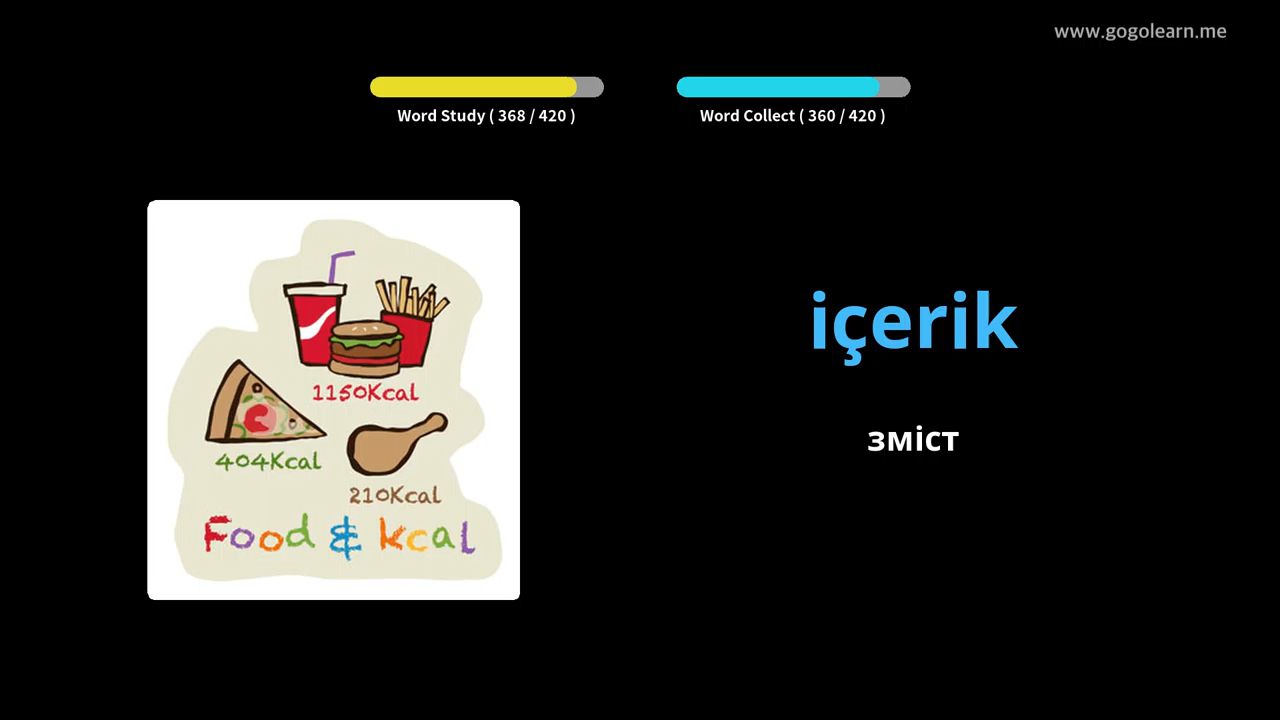 www.gogolearn.me
Word Study ( 368 / 420 )
Word Collect ( 360 / 420 )
1150Kcal
404Kcal
210Kcal
Food & kcal
içerik
зміст